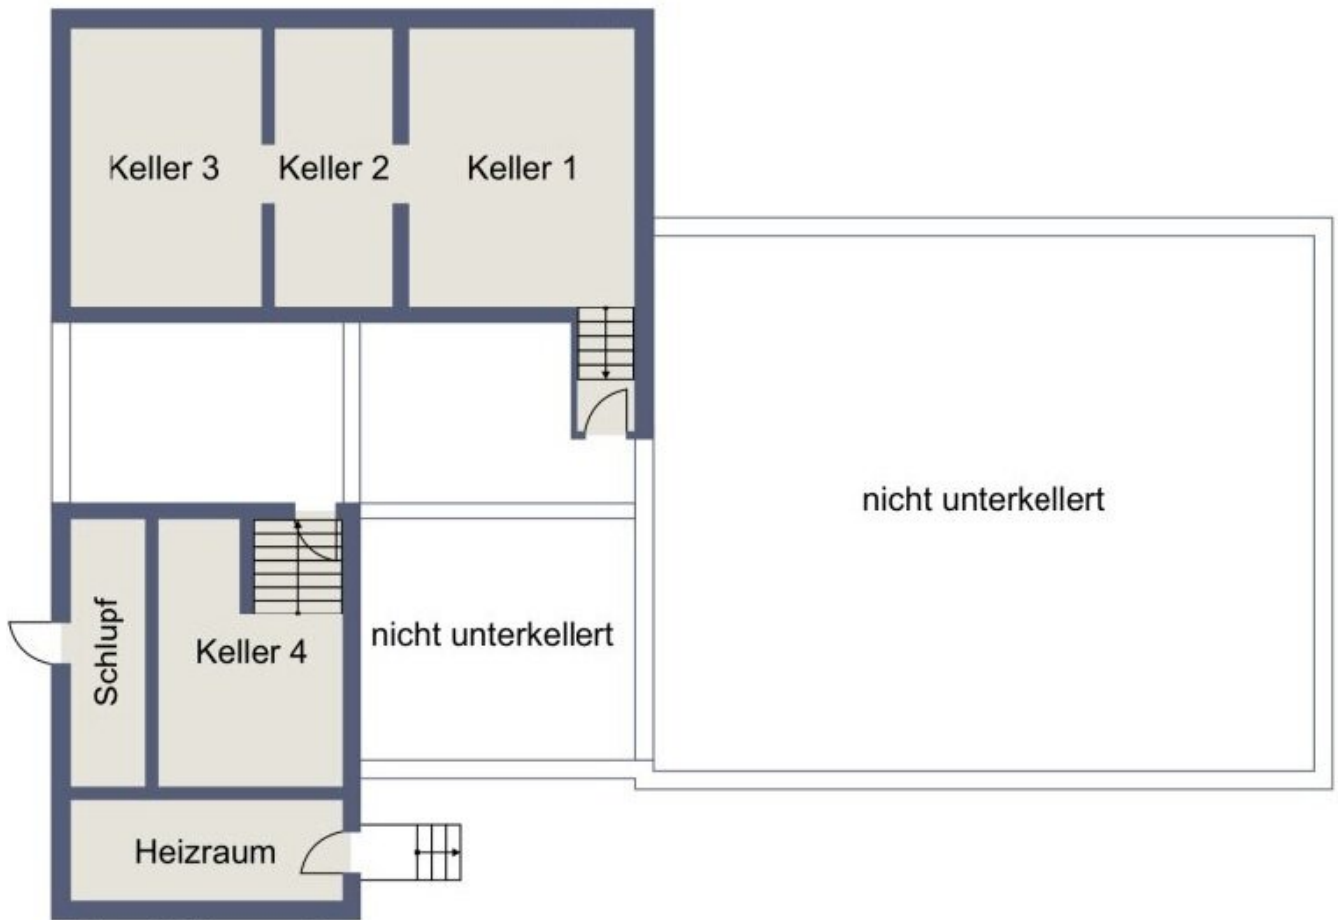 Keller 3
Keller 2
Keller 1
nicht unterkellert
Schlupf
Keller 4
nicht unterkellert
Heizraum